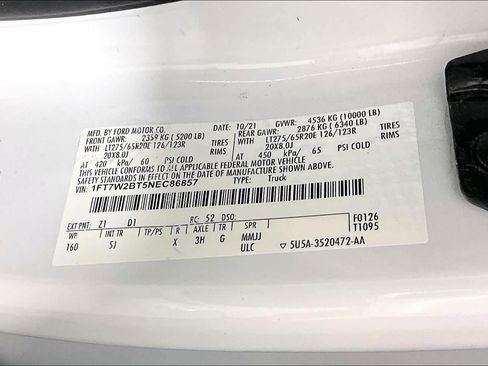 MFD. BY FORD MOTOR CO. 10/21 GVWR: 4536 KG (10000 LB)
FRONT GAWR: 2359 KG (5200 LB) REAR GAWR: 2876 KG (6340 LB)
WITH LT275/65R20E 126/123R TIRES WITH LT275/65R20E 126/123R TIRES
20X8.0J RIMS 20X8.0J RIMS
AT 420 kPa/ 60 PSI COLD AT 450 kPa/ 65 PSI COLD
THIS VEHICLE CONFORMS TO ALL APPLICABLE FEDERAL MOTOR VEHICLE
SAFETY STANDARDS IN EFFECT ON THE DATE OF MANUFACTURE SHOWN ABOVE.
VIN: 1FT7W2BT5NEC86857 TYPE: Truck
F0126
T1095
EXT PNT: Z1 D1 RC: 52 DSO:
WB INT TR TP/PS R AXLE TR SPR
160 5J X 3H G MMJJ
ULC 5U5A-3520472-AA